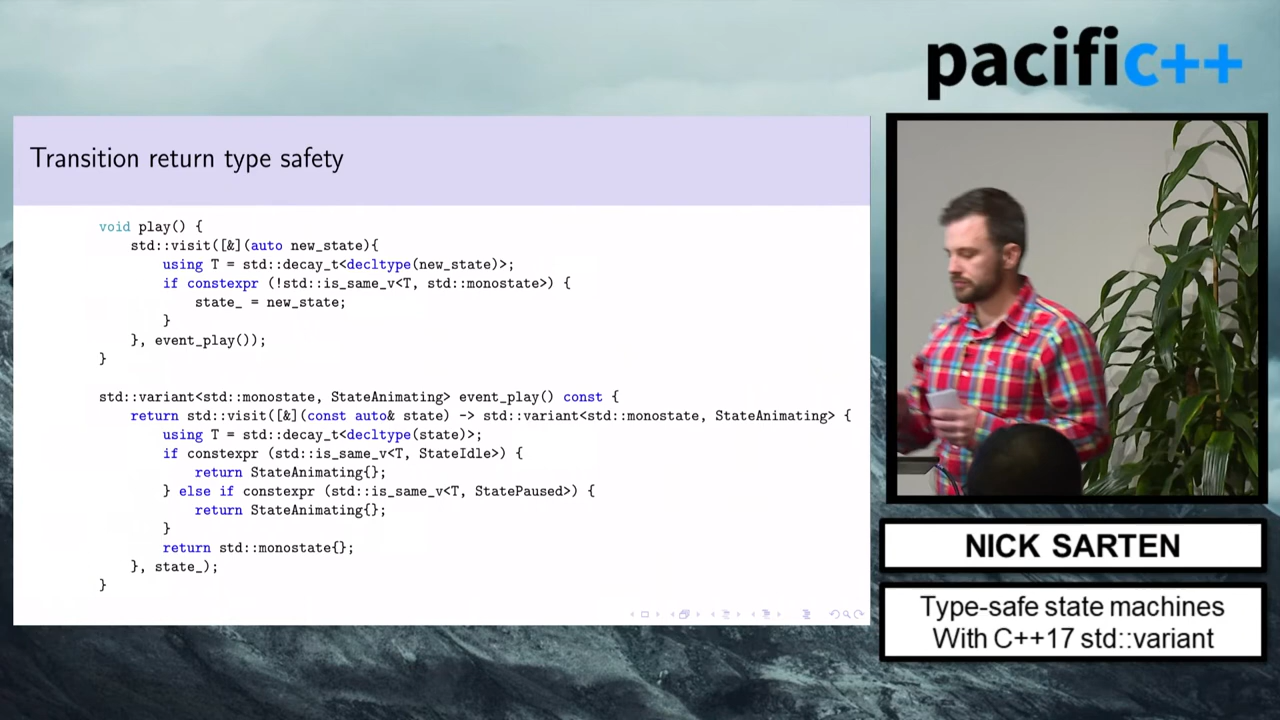 pacific++
Transition return type safety
void play() {
    std::visit([&](auto new_state){
        using T = std::decay_t<decltype(new_state)>;
        if constexpr (!std::is_same_v<T, std::monostate>) {
            state_ = new_state;
        }
    }, event_play());
}
std::variant<std::monostate, StateAnimating> event_play() const {
    return std::visit([&](const auto& state) -> std::variant<std::monostate, StateAnimating> {
        using T = std::decay_t<decltype(state)>;
        if constexpr (std::is_same_v<T, StateIdle>) {
            return StateAnimating{};
        } else if constexpr (std::is_same_v<T, StatePaused>) {
            return StateAnimating{};
        }
        return std::monostate{};
    }, state_);
}
NICK SARTEN
Type-safe state machines
With C++17 std::variant